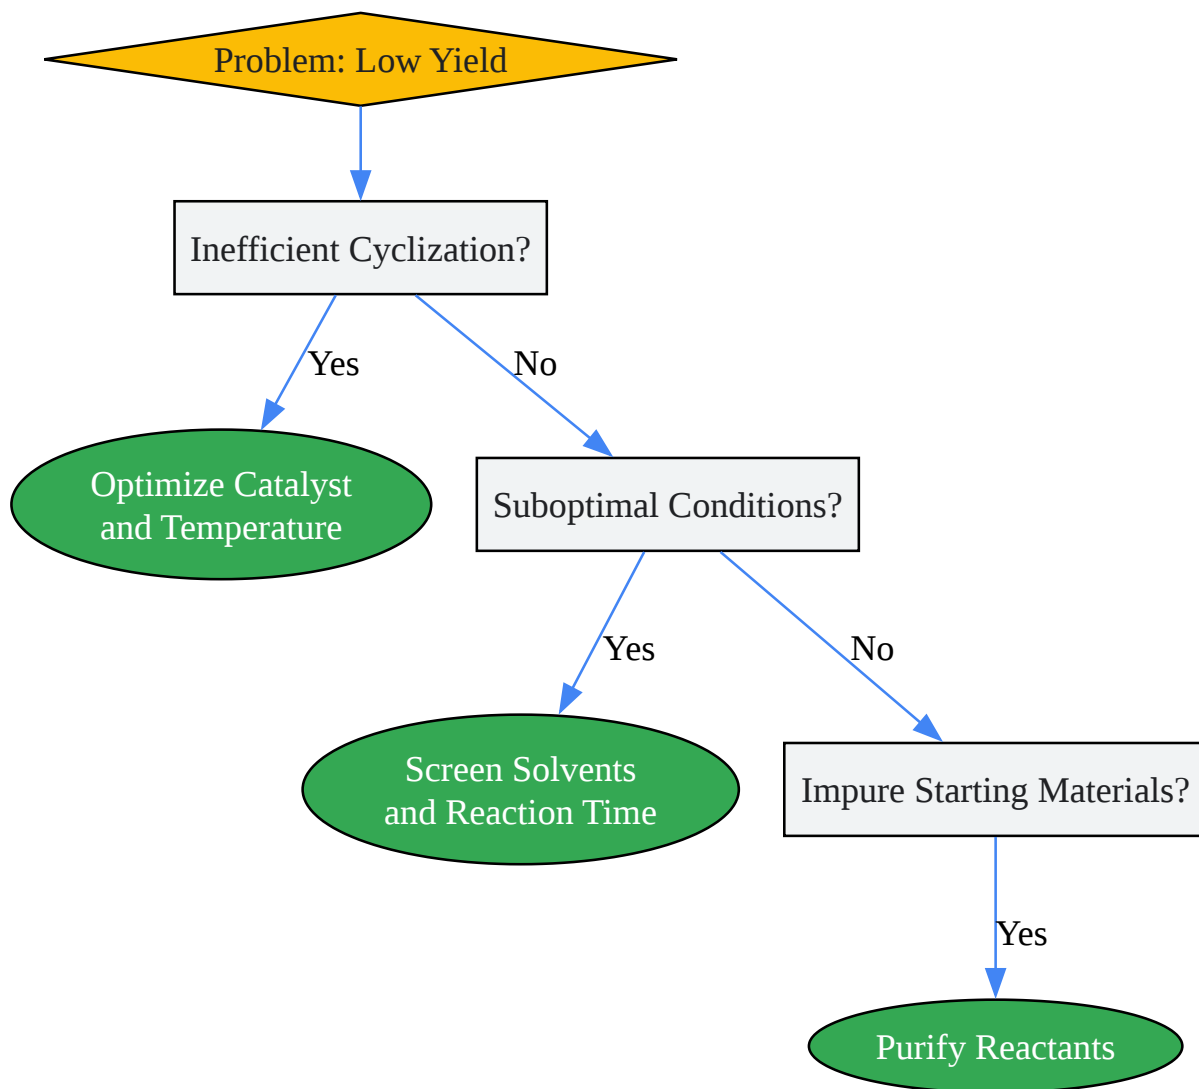 Problem: Low Yield
Inefficient Cyclization?
Yes
No
Optimize Catalyst
and Temperature
Suboptimal Conditions?
Yes
No
Screen Solvents
and Reaction Time
Impure Starting Materials?
Yes
Purify Reactants